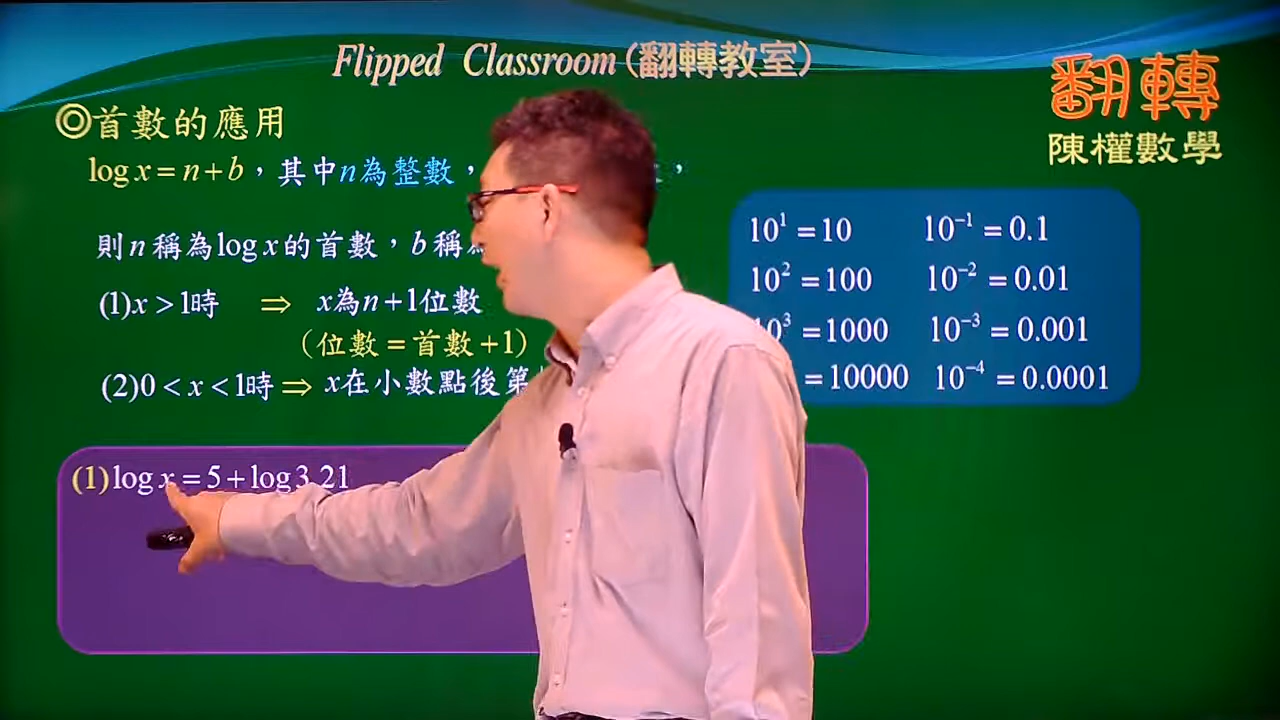 Flipped Classroom(翻轉教室)
翻轉
陳權數學
◎首數的應用
log x = n + b，其中n為整數，
則n稱為log x的首數，b稱
(1)x > 1時 ⇒ x為n+1位數
(位數=首數+1)
(2)0 < x < 1時⇒ x在小數點後第
10¹ = 10 10⁻¹ = 0.1
10² = 100 10⁻² = 0.01
10³ = 1000 10⁻³ = 0.001
= 10000 10⁻⁴ = 0.0001
(1)log x = 5 + log 3.21